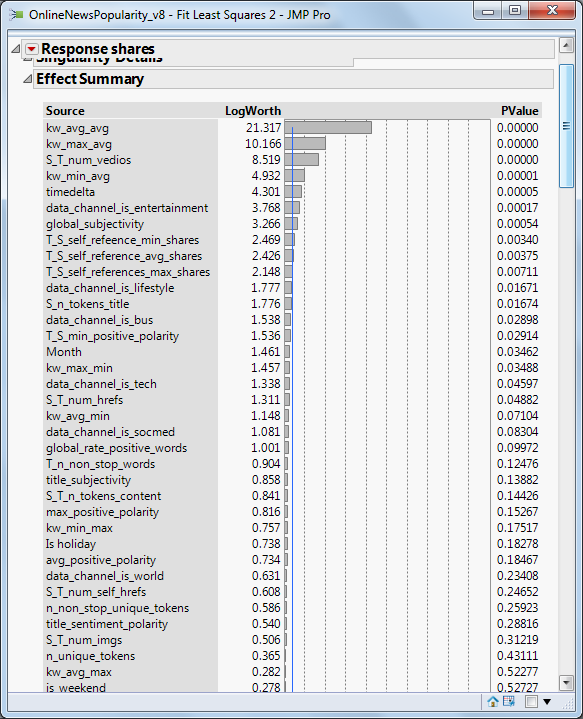 OnlineNewsPopularity_v8 - Fit Least Squares 2 - JMP Pro
Response shares
Singularity Details
Effect Summary
Source LogWorth PValue
kw_avg_avg 21.317 0.00000
kw_max_avg 10.166 0.00000
S_T_num_vedios 8.519 0.00000
kw_min_avg 4.932 0.00001
timedelta 4.301 0.00005
data_channel_is_entertainment 3.768 0.00017
global_subjectivity 3.266 0.00054
T_S_self_refeence_min_shares 2.469 0.00340
T_S_self_reference_avg_shares 2.426 0.00375
T_S_self_references_max_shares 2.148 0.00711
data_channel_is_lifestyle 1.777 0.01671
S_n_tokens_title 1.776 0.01674
data_channel_is_bus 1.538 0.02898
T_S_min_positive_polarity 1.536 0.02914
Month 1.461 0.03462
kw_max_min 1.457 0.03488
data_channel_is_tech 1.338 0.04597
S_T_num_hrefs 1.311 0.04882
kw_avg_min 1.148 0.07104
data_channel_is_socmed 1.081 0.08304
global_rate_positive_words 1.001 0.09972
T_n_non_stop_words 0.904 0.12476
title_subjectivity 0.858 0.13882
S_T_n_tokens_content 0.841 0.14426
max_positive_polarity 0.816 0.15267
kw_min_max 0.757 0.17517
Is holiday 0.738 0.18278
avg_positive_polarity 0.734 0.18467
data_channel_is_world 0.631 0.23408
S_T_num_self_hrefs 0.608 0.24652
n_non_stop_unique_tokens 0.586 0.25923
title_sentiment_polarity 0.540 0.28816
S_T_num_imgs 0.506 0.31219
n_unique_tokens 0.365 0.43111
kw_avg_max 0.282 0.52277
is_weekend 0.278 0.52727